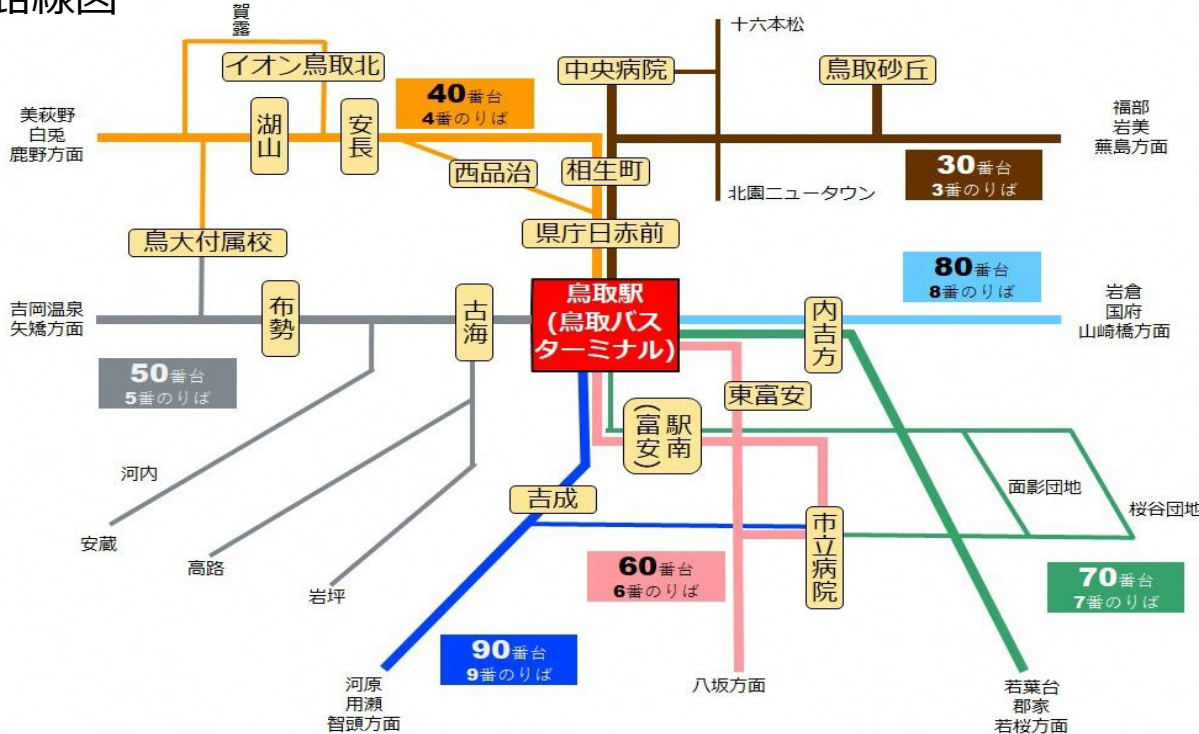 路線図
賀露
十六本松
イオン鳥取北
中央病院
鳥取砂丘
40番台
4番のりば
美萩野
白兎
鹿野方面
湖山
安長
福部
岩美
蕪島方面
西品治
相生町
30番台
3番のりば
北園ニュータウン
県庁日赤前
鳥大付属校
80番台
8番のりば
鳥取駅
(鳥取バス
ターミナル)
吉岡温泉
矢矯方面
布勢
古海
内吉方
岩倉
国府
山崎橋方面
50番台
5番のりば
東富安
駅南
(富安)
河内
吉成
面影団地
桜谷団地
安蔵
高路
岩坪
市立病院
60番台
6番のりば
70番台
7番のりば
90番台
9番のりば
河原
用瀬
智頭方面
八坂方面
若葉台
郡家
若桜方面